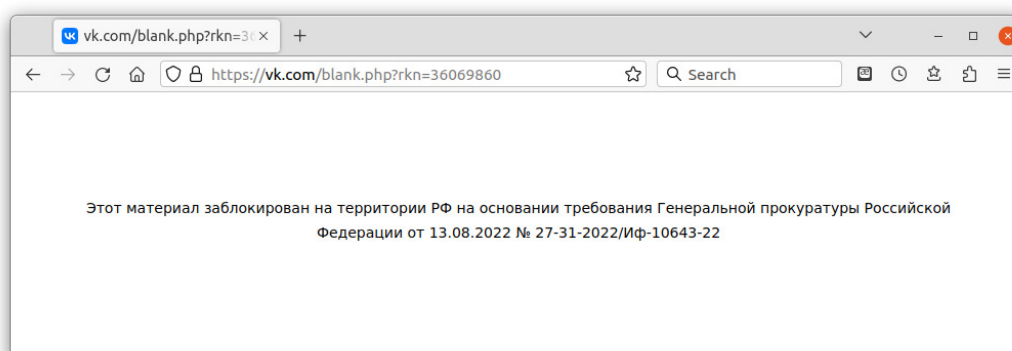 vk.com/blank.php?rkn=3
https://vk.com/blank.php?rkn=36069860
Search
Этот материал заблокирован на территории РФ на основании требования Генеральной прокуратуры Российской
Федерации от 13.08.2022 № 27-31-2022/Иф-10643-22